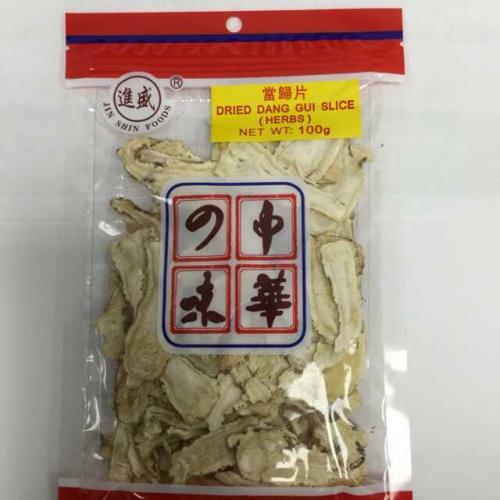 進盛
®
JIN SHIN FOODS
當歸片
DRIED DANG GUI SLICE
(HERBS)
NET WT: 100g
の中
味華